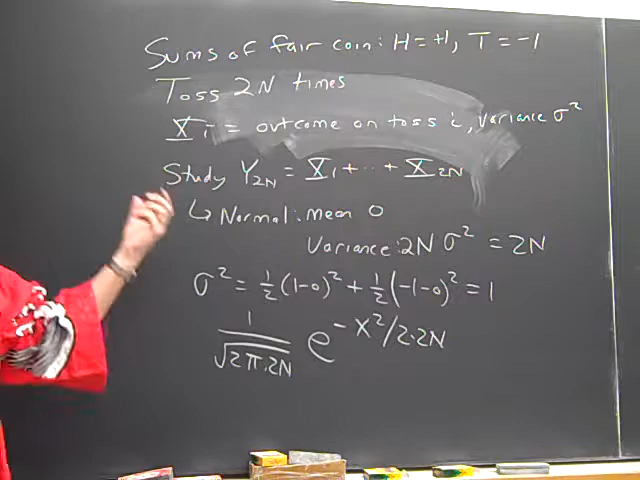 Sums of fair coin: H = +1, T = -1
Toss 2N times
X_i = outcome on toss i, variance σ²
Study Y_2N = X_1 + ... + X_2N
↳ Normal: mean 0
Variance: 2N σ² = 2N
σ² = 1/2 (1-0)² + 1/2 (-1-0)² = 1
1/√(2π·2N) e^(-x²/2·2N)